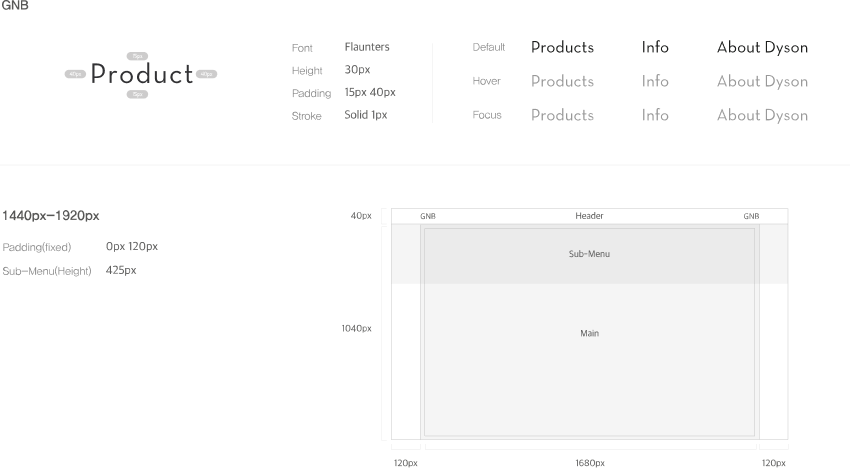 GNB
15px
40px Product 40px
15px
Font Flaunters
Height 30px
Padding 15px 40px
Stroke Solid 1px
Default Products Info About Dyson
Hover Products Info About Dyson
Focus Products Info About Dyson
1440px-1920px
Padding(fixed) 0px 120px
Sub-Menu(Height) 425px
40px GNB Header GNB
Sub-Menu
1040px Main
120px 1680px 120px